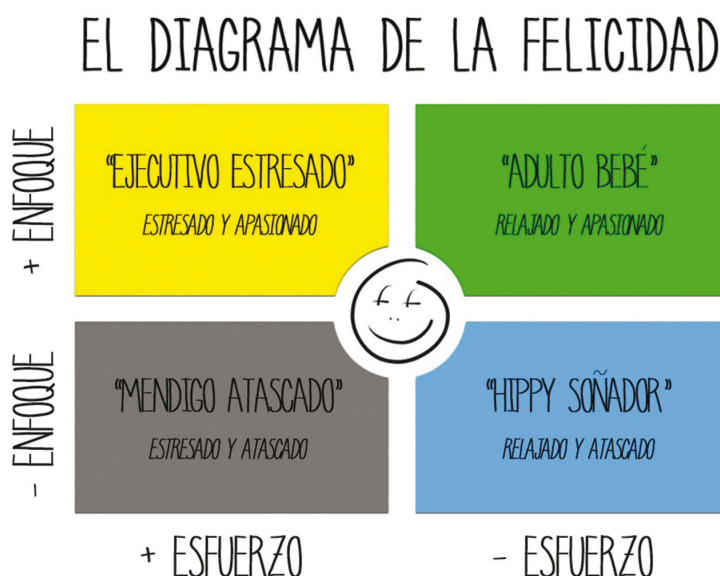 EL DIAGRAMA DE LA FELICIDAD
+ ENFOQUE
"EJECUTIVO ESTRESADO"
ESTRESADO Y APASIONADO
"ADULTO BEBÉ"
RELAJADO Y APASIONADO
- ENFOQUE
"MENDIGO ATASCADO"
ESTRESADO Y ATASCADO
"HIPPY SOÑADOR"
RELAJADO Y ATASCADO
+ ESFUERZO
- ESFUERZO